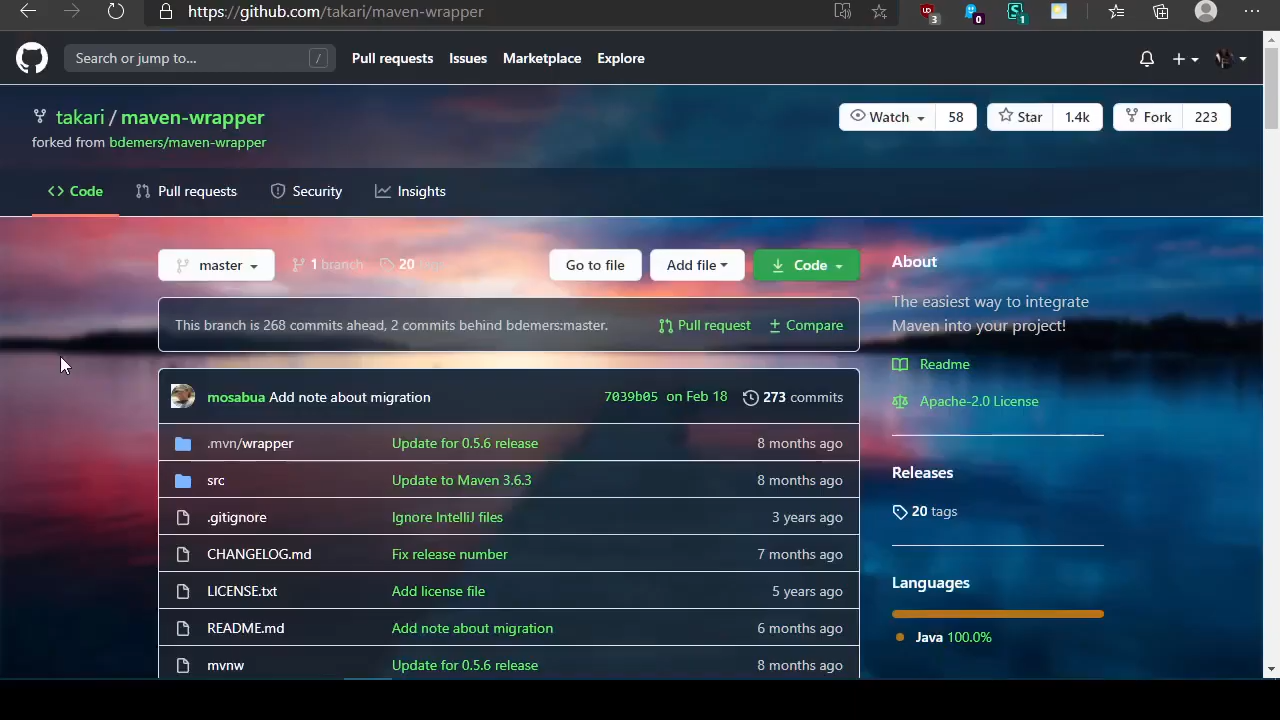 https://github.com/takari/maven-wrapper
3
0
1
Search or jump to...
/
Pull requests
Issues
Marketplace
Explore
takari / maven-wrapper
forked from bdemers/maven-wrapper
Watch
58
Star
1.4k
Fork
223
Code
Pull requests
Security
Insights
master
1 branch
20 tags
Go to file
Add file
Code
This branch is 268 commits ahead, 2 commits behind bdemers:master.
Pull request
Compare
mosabua Add note about migration
7039b05 on Feb 18
273 commits
.mvn/wrapper
Update for 0.5.6 release
8 months ago
src
Update to Maven 3.6.3
8 months ago
.gitignore
Ignore IntelliJ files
3 years ago
CHANGELOG.md
Fix release number
7 months ago
LICENSE.txt
Add license file
5 years ago
README.md
Add note about migration
6 months ago
mvnw
Update for 0.5.6 release
8 months ago
About
The easiest way to integrate
Maven into your project!
Readme
Apache-2.0 License
Releases
20 tags
Languages
Java 100.0%